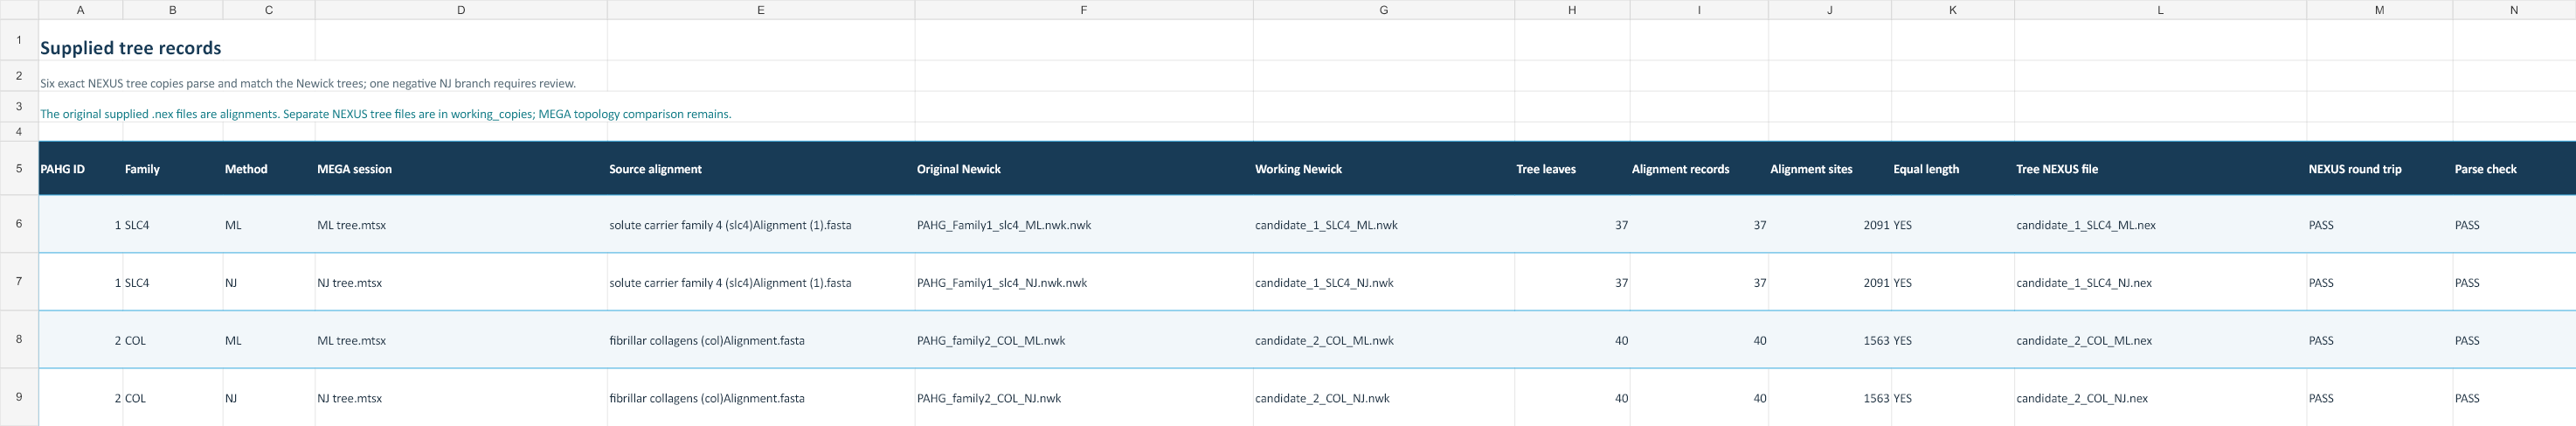 A B C D E F G H I J K L M N
1 Supplied tree records
2 Six exact NEXUS tree copies parse and match the Newick trees; one negative NJ branch requires review.
3 The original supplied .nex files are alignments. Separate NEXUS tree files are in working_copies; MEGA topology comparison remains.
4
5 PAHG ID Family Method MEGA session Source alignment Original Newick Working Newick Tree leaves Alignment records Alignment sites Equal length Tree NEXUS file NEXUS round trip Parse check
6 1 SLC4 ML ML tree.mtsx solute carrier family 4 (slc4)Alignment (1).fasta PAHG_Family1_slc4_ML.nwk.nwk candidate_1_SLC4_ML.nwk 37 37 2091 YES candidate_1_SLC4_ML.nex PASS PASS
7 1 SLC4 NJ NJ tree.mtsx solute carrier family 4 (slc4)Alignment (1).fasta PAHG_Family1_slc4_NJ.nwk.nwk candidate_1_SLC4_NJ.nwk 37 37 2091 YES candidate_1_SLC4_NJ.nex PASS PASS
8 2 COL ML ML tree.mtsx fibrillar collagens (col)Alignment.fasta PAHG_family2_COL_ML.nwk candidate_2_COL_ML.nwk 40 40 1563 YES candidate_2_COL_ML.nex PASS PASS
9 2 COL NJ NJ tree.mtsx fibrillar collagens (col)Alignment.fasta PAHG_family2_COL_NJ.nwk candidate_2_COL_NJ.nwk 40 40 1563 YES candidate_2_COL_NJ.nex PASS PASS